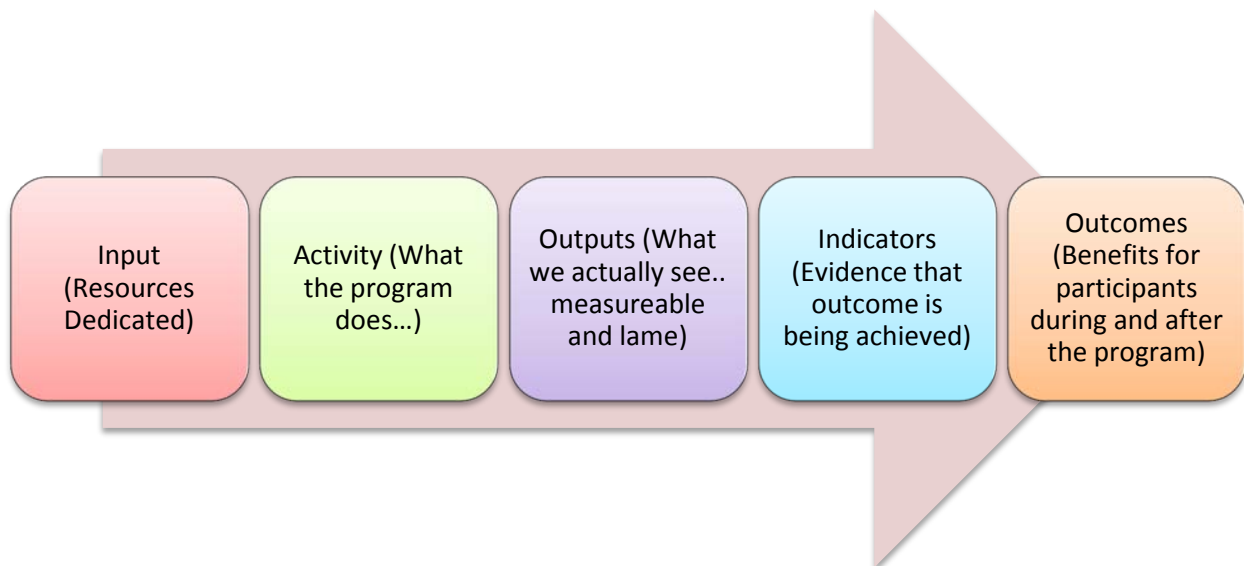 Input
(Resources
Dedicated)
Activity (What
the program
does…)
Outputs (What
we actually see..
measureable
and lame)
Indicators
(Evidence that
outcome is
being achieved)
Outcomes
(Benefits for
participants
during and after
the program)